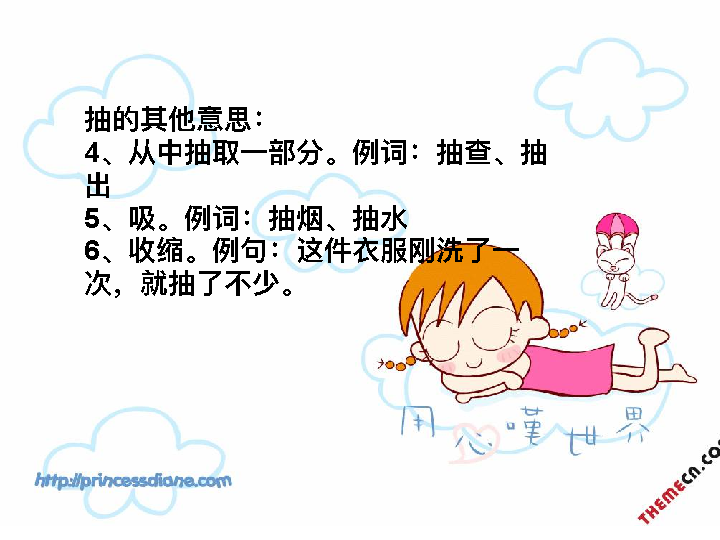 抽的其他意思：
4、从中抽取一部分。例词：抽查、抽
出
5、吸。例词：抽烟、抽水
6、收缩。例句：这件衣服刚洗了一
次，就抽了不少。
用心嘆世界
http://princessdiane.com
THEMECN.CO